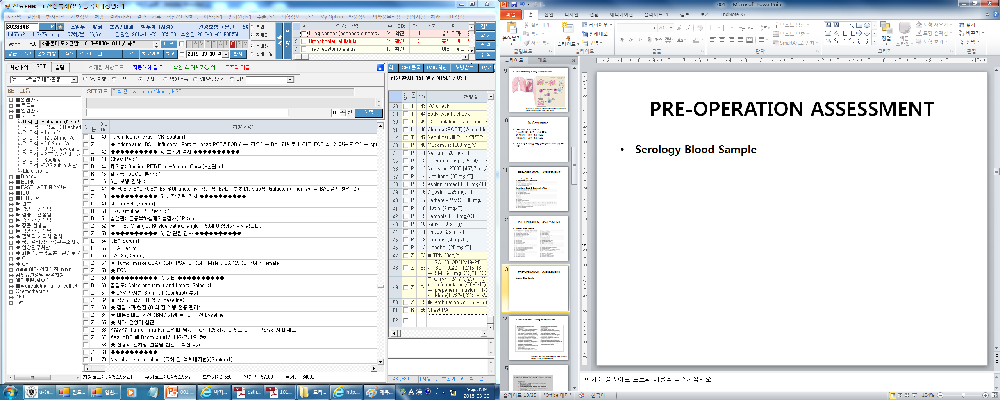 진료EHR ! 산정특례(암) 등록자 [상병: ]
시스템 길잡이 환자선택 기초정보 처방 결과(과거) 결과 기록 협진/전과/회송 예약관리 입퇴원관리 수술관리 의학정보 관리 My Option 약품정보 의약품부작용 임상시험 치과 미비점검
3023848 L P 조영우 M/64 호흡기내과 박무석 (지정) 건강보험 (본인 5%)
1,450m2 117/77mmHg 77회/분 36,6℃ 입원일:2014-11-23 HOD#128 수술일:2015-01-05 POD#84
eGFR: >=90 <공통메모>큰딸 : 010-9838-1011 / 사위 메모 ! W V E R A I C S M
응급 CP 전체처방 PACS MUSE 결과 TPR EMR 치료계획 치과 2015-03-30 월 환자
본과
전체과
본내원
전체내원
확장
즐겨찾기
√ 영문진단명 주 DDx Pri 구분 과
1 Lung cancer (adenocarcinoma) Y 확진 1 흉부외과
2 Bronchopleural fistula Y 확진 2 흉부외과
3 Tracheostomy status N 확진 이비인후과
검색
삭제
종결
수정
처방내역 SET 슬립 삭제된 처방코드 자동대체 될 약 확인 후 대체가능 약 고주의 약물
CM -호흡기내과공통 My 처방 개인 부서 병원공통 VIP건강검진 CP
SET 그룹
■ 외래환자
■ 응급실
■ 입원환자
■ 폐 이식
이식 전 evaluation (New!!,
폐 이식 - 직후 FOB sched
폐 이식 - 1 mo f/u
폐 이식 - 12 , 24 mo f/u
폐 이식 - 3,6,9 mo f/u
폐 이식 - 이식전 evaluation
폐 이식 - PFT,CMV check
폐 이식 - Routine
폐 이식 -BOS zithro 처방
Lipid profile
■ Biopsy
■ ECMO
■ FAST- ACT 폐암신환
■ ICU
■ ICU 인턴
▶ 간호사
▶ 강영애 선생님
▶ 김송이 선생님
▶ 송주한 선생님
▶ 장준 선생님
▶ 정경수 선생님
◆ 결핵약 시작시 검사
◆ 국가결핵검진용(쿠폰소지자)
◆ 임상연구처방
◆ 패혈증/급성호흡곤란증후군
◆ C
◆ CR
♣♣♣ 이하 삭제예정 ♣♣♣
김세규선생님 약속처방
에리토란(eisai)
폐암circulating tumor cell 연
Chemotherapy
KPT
Set
SET코드 이식 전 evaluation (New!!, NSE
0 일 선택
C 구분 Ord No 처방내용1
L 140 Parainfluenza virus PCR[Sputum]
Z 141 ★ Adenovirus, RSV, Influenza, Parainfluenza PCR은FOB 하는 경우에는 BAL 검체로 나가고,FOB 할 수 없는 경우에는 spu
Z 142 ◆◆◆◆◆◆◆◆◆◆ 4, 호흡기 검사 ◆◆◆◆◆◆◆◆◆◆
R 143 Chest PA x1
R 144 폐기능: Routine PFT(Flow-Volume Curve)-본관 x1
R 145 폐기능: DLCO-본관 x1
T 146 6분 보행 검사 x1
Z 147 ★ FOB c BAL(FOB는 Bx 없이 anatomy 확인 및 BAL 시행하며, vius 및 Galactomannan Ag 등 BAL 검체 챙길 것)
Z 148 ◆◆◆◆◆◆◆◆◆◆ 5, 심장 관련 검사 ◆◆◆◆◆◆◆◆◆◆
L 149 NT-proBNP[Serum]
R 150 EKG (routine)-세브란스 x1
R 151 심혈관: 운동부하심폐기능검사(CPX) x1
Z 152 ★ TTE, C-angio, Rt side cath(C-angio는 50세 이상에서 시행합니다,
Z 153 ◆◆◆◆◆◆◆◆◆◆ 6, 암 관련 검사 ◆◆◆◆◆◆◆◆◆◆
L 154 CEA[Serum]
L 155 PSA[Serum]
L 156 CA 125[Serum]
Z 157 ★ Tumor markerCEA (급여), PSA (비급여 : Male), CA 125 (비급여 : Female)
Z 158 ★ EGD
Z 159 ◆◆◆◆◆◆◆◆◆◆ 7, 기타 ◆◆◆◆◆◆◆◆◆◆
R 160 골밀도: Spine and femur and Lateral Spine x1
Z 161 ★ LAM 환자는 Brain CT (contrast) 추가,
Z 162 ★ 정신과 협진 (이식 전 baseline)
Z 163 ★ 감염내과 협진 (이식 전 예방 접종 관리)
Z 164 ★ 내분비내과 협진 (BMD 시행 후, 이식 전 baseline)
Z 165 ★ 치과, 영양과 협진
Z 166 ###### Tumor marker 나갈때 남자는 CA 125 하지 마세요 여자는 PSA 하지 마세요
Z 167 ### ABG 에 Room air 에서 나가주세요 ###
Z 168 ★ 신경과 신하영 선생님 협진:이식전 w/u
Z 169 ◆◆◆◆◆◆◆◆◆◆
L 170 Mycobacterium culture (고체 및 액체배지법)[Sputum1]
처방코드: C4752996A_1 수가코드: C4752996A 보험가: 21580 일반가: 57000 국제가: 84000
회 SET등록 Daily처방 처방완료 D/C
입원 환자[ 151 W / N1501 / 03 ]
선택 분류 NO 처방명
28 T 43 I/O check
29 T 44 Body weight check
30 T 45 O2 inhalation maintenance
31 L 46 Glucose(POCT)[Whole bloo
32 T 47 Nebulizer (폐렴, 상기도염,
33 P 48 Mucomyst [800 mg/V]
34 P 1 Nexium [20 mg/T]
35 P 2 Ulcerlmin susp [15 ml/Pac
36 P 3 Norzyme 25000 [457,7 mg/
37 P 4 Motilitone [30 mg/T]
38 P 5 Aspirin protect [100 mg/T]
39 P 6 Digosin [0,25 mg/T]
40 P 7 Herben(서방정) [30 mg/T]
41 P 8 Livalo [2 mg/T]
42 P 9 Hemonia [150 mg/C]
43 P 10 Xanax [0,5 mg/T]
44 P 11 Trittico [25 mg/T]
45 P 12 Thrupas [4 mg/C]
46 P 13 Hinechol [25 mg/T]
47 Z 62 ■ TPN 30cc/hr
48 Z 63 □ SC 50 QD(12/19-24)
← SC 100#2 (12/16-18) ←
← SM 62,5mg (12/10-12)
49 Z 64 □ Cravit (2/17-3/23) + Cli
← cefobactam(1/26-2/16)
← prepenem infusion (1/2
← Mero(11/27-1/25) + Va
50 Z 65 ● Ambulation 많이 하시도록
51 R 66 Chest PA
52
: 430,680 [사용자] 호흡기내과 박지은
u-Se... 진료... 입원... 001 ... 박지... path... 101... 도리... http:... 제목...
A 漢
오후 3:39
2015-03-30
001 - Microsoft PowerPoint
파일 홈 삽입 디자인 전환 애니메이션 슬라이드 쇼 검토 보기 EndNote X7
붙여넣기 잘라내기 복사 서식 복사 클립보드
새 슬라이드 레이아웃 원래대로 구역 슬라이드
20 가 가 가 가 Aa 가 글꼴
텍스트 방향 텍스트 맞춤 SmartArt로 변환 단락
정렬 빠른 스타일 도형 채우기 도형 윤곽선 도형 효과 그리기
찾기 바꾸기 선택 편집
슬라이드 개요
9 Autoimmunity in lung transplantation.
10 In Severance..
11 PRE-OPERATION ASSESSMENT
Immunology Blood Tests
Hematology Blood & Biochemistry Tests
12 PRE-OPERATION ASSESSMENT
Serology Blood Sample
13 PRE-OPERATION ASSESSMENT
Serology Blood Sample
14 Contraindications to lung transplantation
15 PATIENT SELECTION AND EVALUATION
PRE-OPERATION ASSESSMENT
• Serology Blood Sample
여기에 슬라이드 노트의 내용을 입력하십시오
슬라이드 13/35 "Office 테마" 한국어 104%